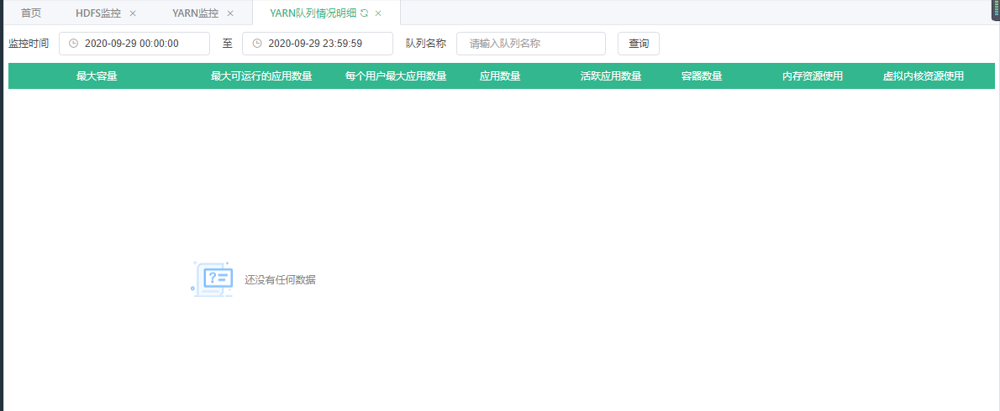 首页 HDFS监控 YARN监控 YARN队列情况明细
监控时间 2020-09-29 00:00:00 至 2020-09-29 23:59:59 队列名称 请输入队列名称 查询
最大容量 最大可运行的应用数量 每个用户最大应用数量 应用数量 活跃应用数量 容器数量 内存资源使用 虚拟内核资源使用
还没有任何数据